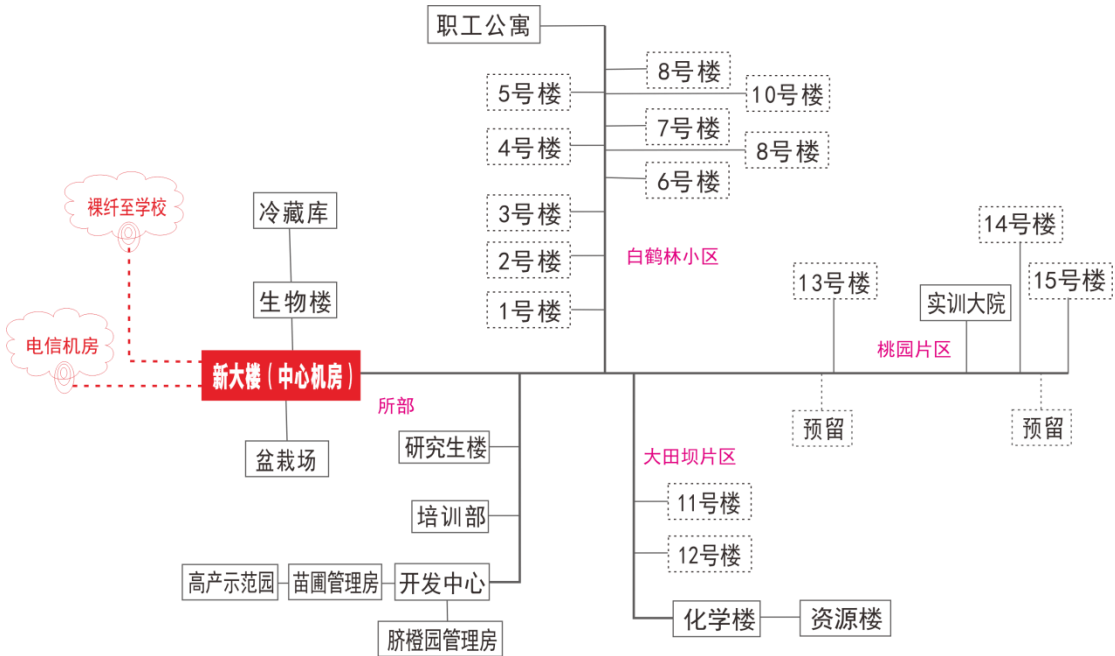 职工公寓
8号楼
5号楼
10号楼
7号楼
4号楼
8号楼
6号楼
裸纤至学校
冷藏库
3号楼
14号楼
2号楼
白鹤林小区
13号楼
15号楼
生物楼
1号楼
实训大院
电信机房
桃园片区
新大楼(中心机房)
所部
预留
预留
研究生楼
盆栽场
大田坝片区
11号楼
培训部
12号楼
高产示范园
苗圃管理房
开发中心
化学楼
资源楼
脐橙园管理房